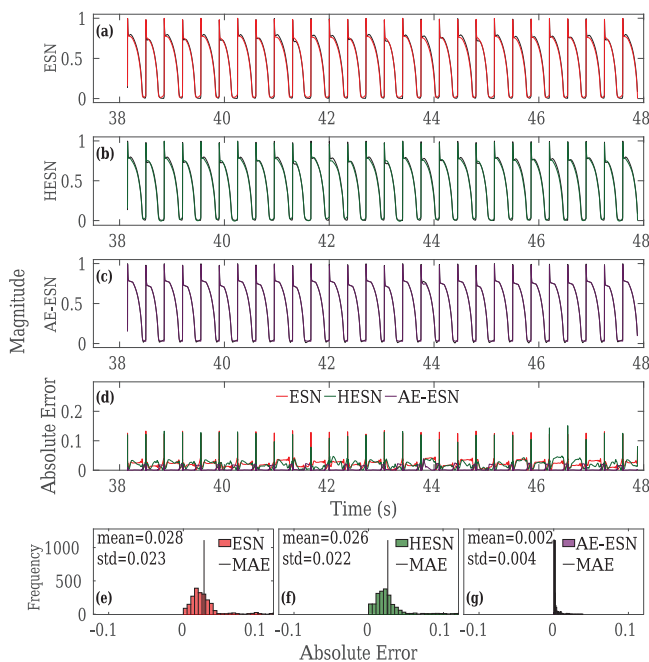 (a)
ESN
1
0.5
0
38 40 42 44 46 48
(b)
HESN
1
0.5
0
38 40 42 44 46 48
(c)
Magnitude
AE-ESN
1
0.5
0
38 40 42 44 46 48
(d)
ESN HESN AE-ESN
Absolute Error
0.2
0.1
0
38 40 42 44 46 48
Time (s)
Frequency
1000
500
0
mean=0.028
std=0.023
ESN
MAE
(e)
−0.1 0 0.1
mean=0.026
std=0.022
HESN
MAE
(f)
−0.1 0 0.1
mean=0.002
std=0.004
AE-ESN
MAE
(g)
−0.1 0 0.1
Absolute Error